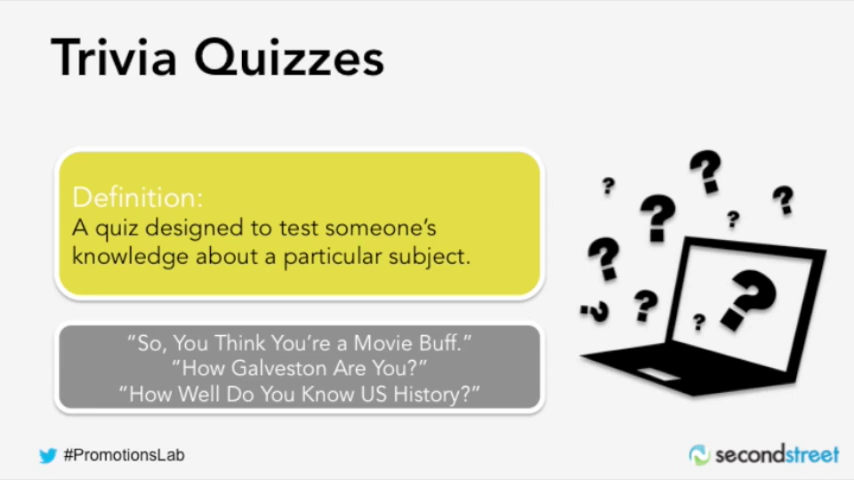 Trivia Quizzes
Definition:
A quiz designed to test someone’s
knowledge about a particular subject.
“So, You Think You’re a Movie Buff.”
“How Galveston Are You?”
“How Well Do You Know US History?”
#PromotionsLab
secondstreet